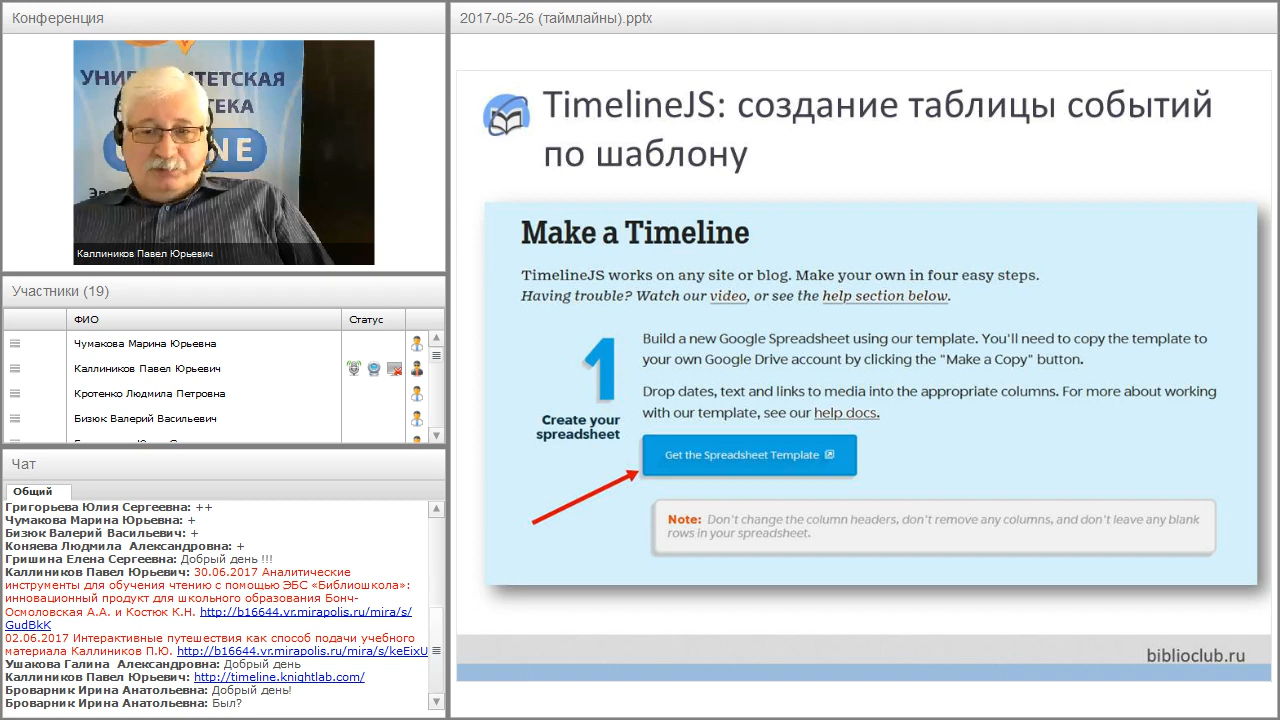 Конференция
УНИ
ИТЕТСКАЯ
ТЕКА
NE
Каллиников Павел Юрьевич
Участники (19)
ФИО Статус
Чумакова Марина Юрьевна
Каллиников Павел Юрьевич
Кротенко Людмила Петровна
Бизюк Валерий Васильевич
Чат
Общий
Григорьева Юлия Сергеевна: ++
Чумакова Марина Юрьевна: +
Бизюк Валерий Васильевич: +
Коняева Людмила Александровна: +
Гришина Елена Сергеевна: Добрый день !!!
Каллиников Павел Юрьевич: 30.06.2017 Аналитические
инструменты для обучения чтению с помощью ЭБС «Библиошкола»:
инновационный продукт для школьного образования Бонч-
Осмоловская А.А. и Костюк К.Н. http://b16644.vr.mirapolis.ru/mira/s/
GudBkK
02.06.2017 Интерактивные путешествия как способ подачи учебного
материала Каллиников П.Ю. http://b16644.vr.mirapolis.ru/mira/s/keEixU
Ушакова Галина Александровна: Добрый день
Каллиников Павел Юрьевич: http://timeline.knightlab.com/
Броварник Ирина Анатольевна: Добрый день!
Броварник Ирина Анатольевна: Был?
2017-05-26 (таймлайны).pptx
TimelineJS: создание таблицы событий
по шаблону
Make a Timeline
TimelineJS works on any site or blog. Make your own in four easy steps.
Having trouble? Watch our video, or see the help section below.
1
Create your
spreadsheet
Build a new Google Spreadsheet using our template. You'll need to copy the template to
your own Google Drive account by clicking the "Make a Copy" button.
Drop dates, text and links to media into the appropriate columns. For more about working
with our template, see our help docs.
Get the Spreadsheet Template
Note: Don't change the column headers, don't remove any columns, and don't leave any blank
rows in your spreadsheet.
biblioclub.ru